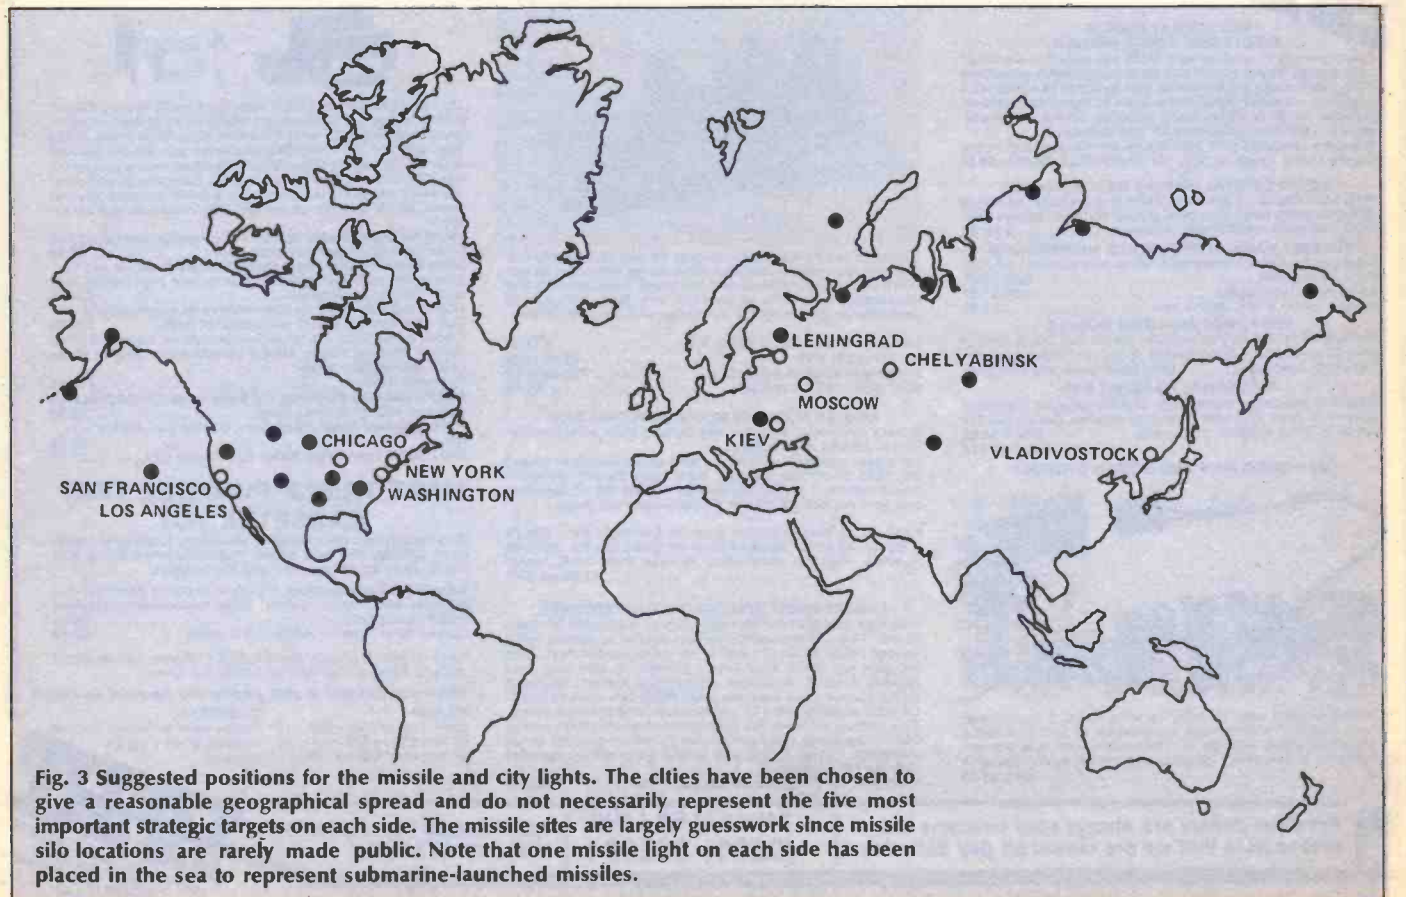 LENINGRAD
CHELYABINSK
MOSCOW
KIEV
VLADIVOSTOCK
CHICAGO
NEW YORK
WASHINGTON
SAN FRANCISCO
LOS ANGELES
Fig. 3 Suggested positions for the missile and city lights. The cities have been chosen to
give a reasonable geographical spread and do not necessarily represent the five most
important strategic targets on each side. The missile sites are largely guesswork since missile
silo locations are rarely made public. Note that one missile light on each side has been
placed in the sea to represent submarine-launched missiles.